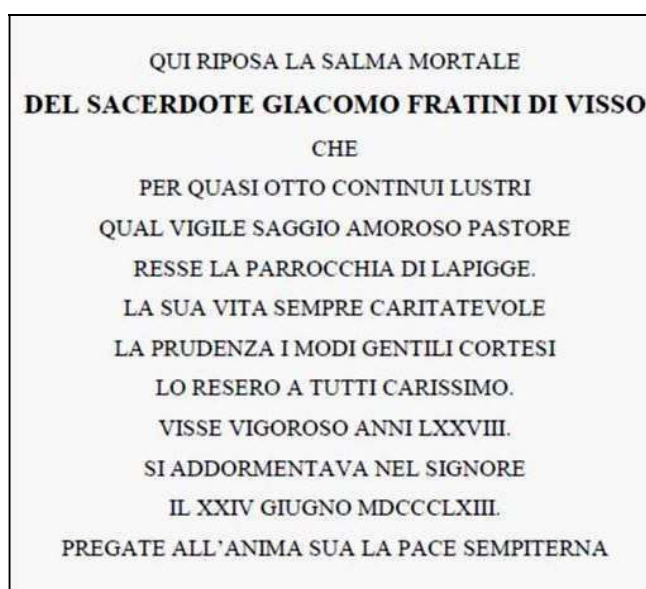 QUI RIPOSA LA SALMA MORTALE
DEL SACERDOTE GIACOMO FRATINI DI VISSO
CHE
PER QUASI OTTO CONTINUI LUSTRI
QUAL VIGILE SAGGIO AMOROSO PASTORE
RESSE LA PARROCCHIA DI LAPIGGE.
LA SUA VITA SEMPRE CARITATEVOLE
LA PRUDENZA I MODI GENTILI CORTESI
LO RESERO A TUTTI CARISSIMO.
VISSE VIGOROSO ANNI LXXVIII.
SI ADDORMENTAVA NEL SIGNORE
IL XXIV GIUGNO MDCCCLXIII.
PREGATE ALL’ANIMA SUA LA PACE SEMPITERNA